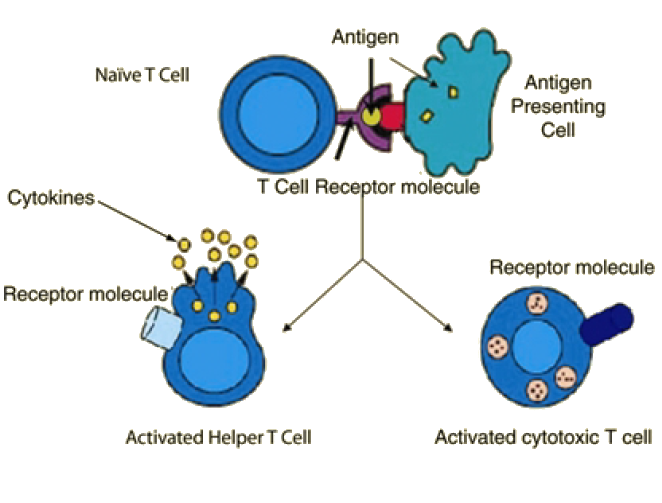 Antigen
Naïve T Cell
Antigen
Presenting
Cell
T Cell Receptor molecule
Cytokines
Receptor molecule
Receptor molecule
Activated Helper T Cell
Activated cytotoxic T cell